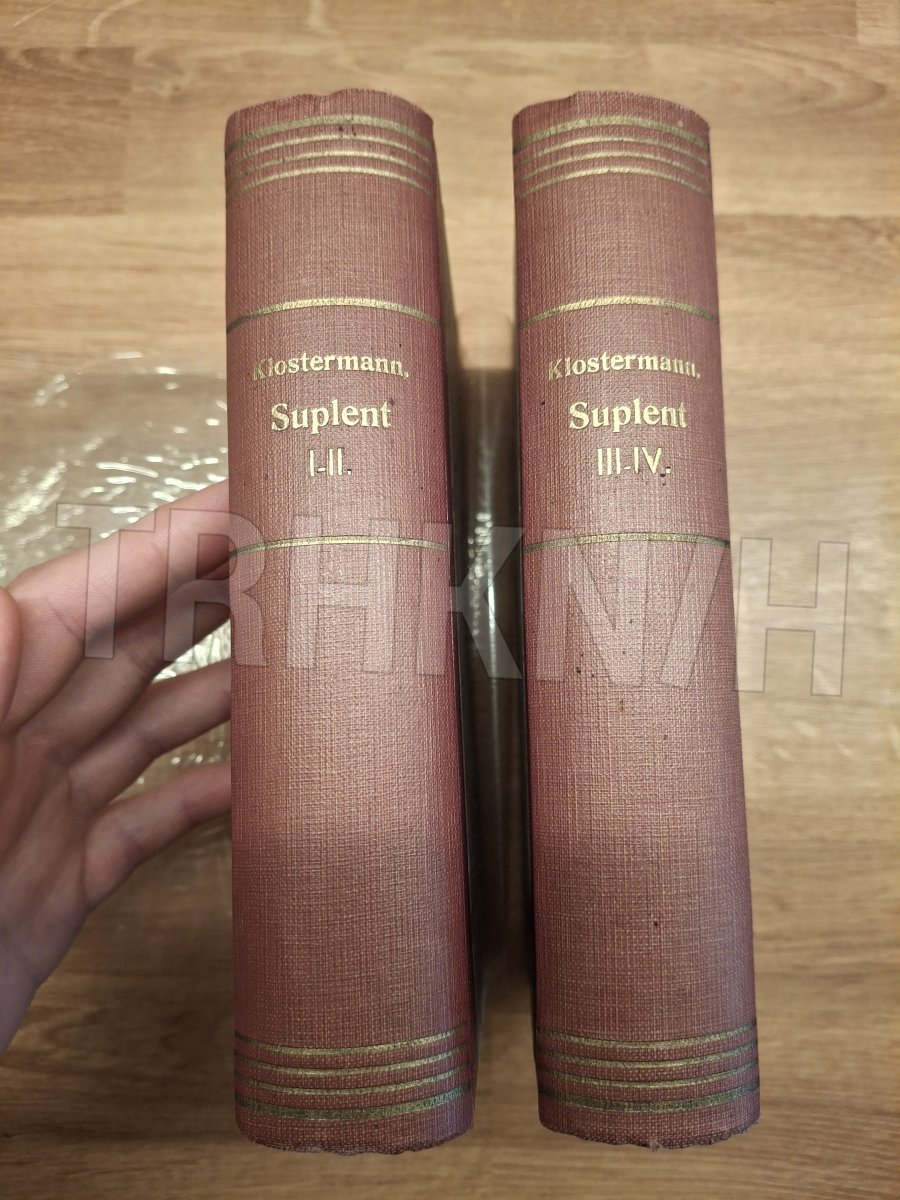 Klostermann.
Suplent
I-II.
Klostermann.
Suplent
III-IV.
TRHKNIH